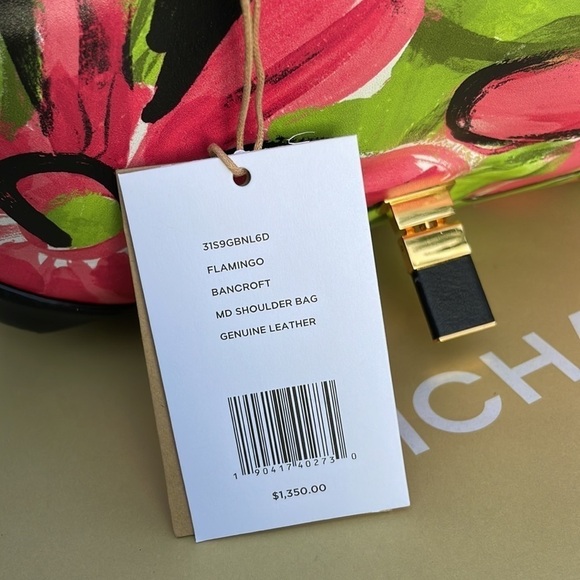 31S9GBNL6D
FLAMINGO
BANCROFT
MD SHOULDER BAG
GENUINE LEATHER
1 90417 40273 0
$1,350.00
ICHA